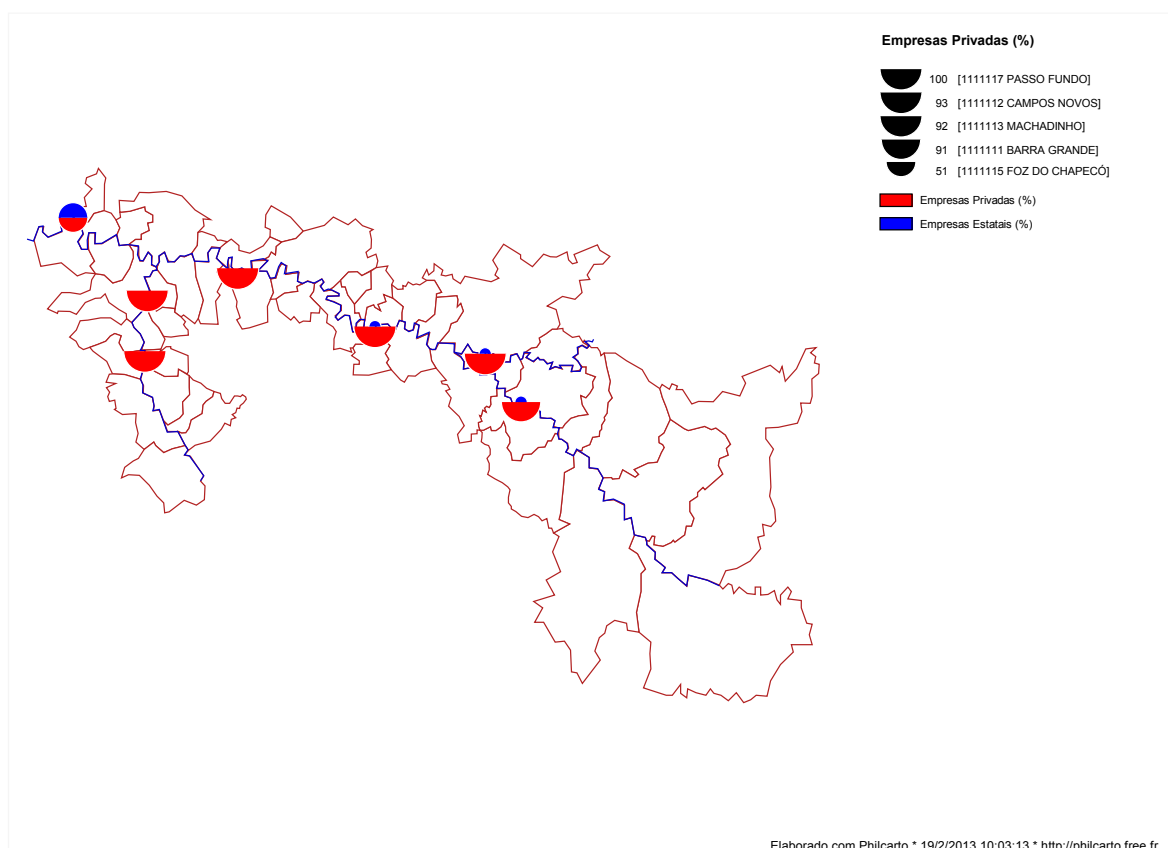 Empresas Privadas (%)
100 [1111117 PASSO FUNDO]
93 [1111112 CAMPOS NOVOS]
92 [1111113 MACHADINHO]
91 [1111111 BARRA GRANDE]
51 [1111115 FOZ DO CHAPECÓ]
Empresas Privadas (%)
Empresas Estatais (%)
Elaborado com Philcarto * 19/2/2013 10:03:13 * http://philcarto.free.fr